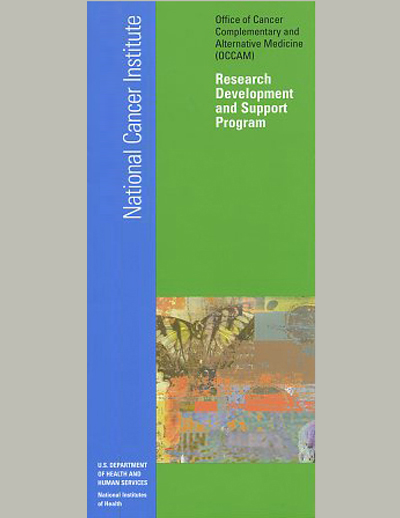 National Cancer Institute
Office of Cancer
Complementary and
Alternative Medicine
(OCCAM)
Research
Development
and Support
Program
U.S. DEPARTMENT
OF HEALTH AND
HUMAN SERVICES
National Institutes
of Health